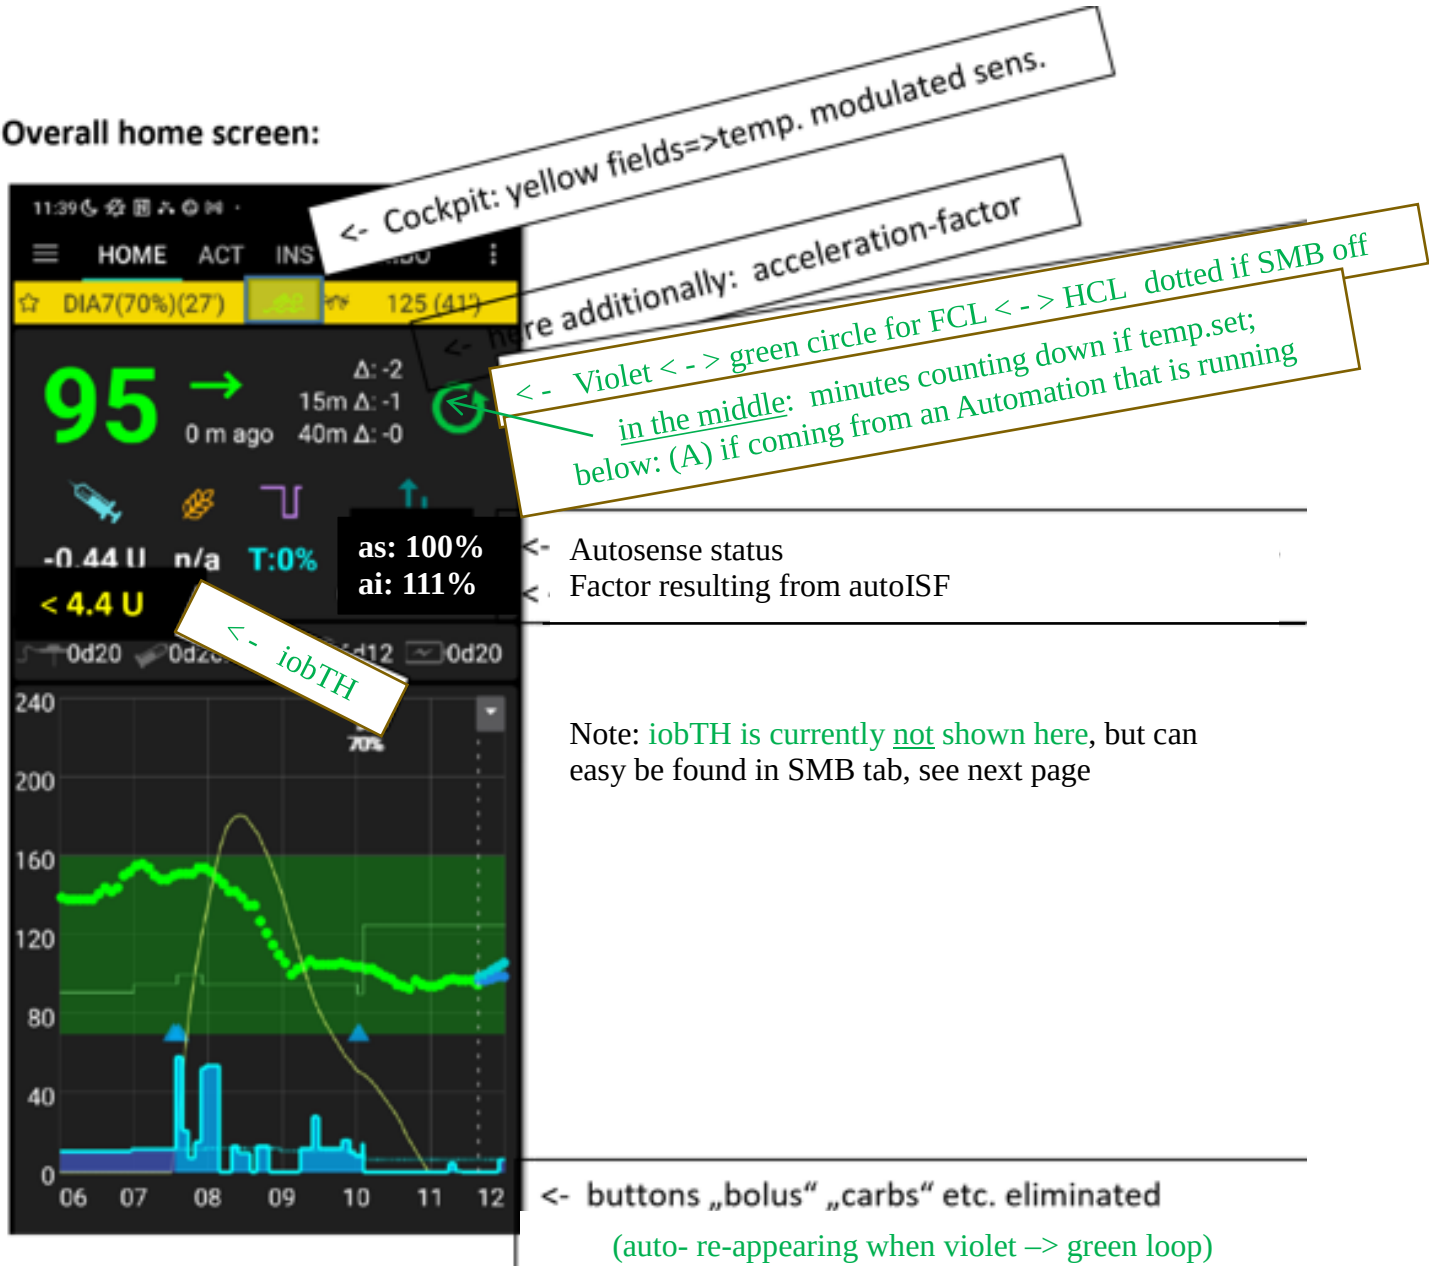 <- Cockpit: yellow fields=>temp. modulated sens.
Overall home screen:
<- here additionally: acceleration-factor
11:39
HOME ACT INS
DIA7(70%)(27') 125 (41')
<- Violet <-> green circle for FCL <-> HCL dotted if SMB off
in the middle: minutes counting down if temp.set;
below: (A) if coming from an Automation that is running
95
Δ: -2
15m Δ: -1
0 m ago 40m Δ: -0
-0.44 U n/a T:0%
as: 100%
ai: 111%
<- Autosense status
< Factor resulting from autoISF
< 4.4 U
<- iobTH
0d20 d12 0d20
70%
Note: iobTH is currently not shown here, but can
easy be found in SMB tab, see next page
240
200
160
120
80
40
0
06 07 08 09 10 11 12
<- buttons „bolus“ „carbs“ etc. eliminated
(auto- re-appearing when violet –> green loop)